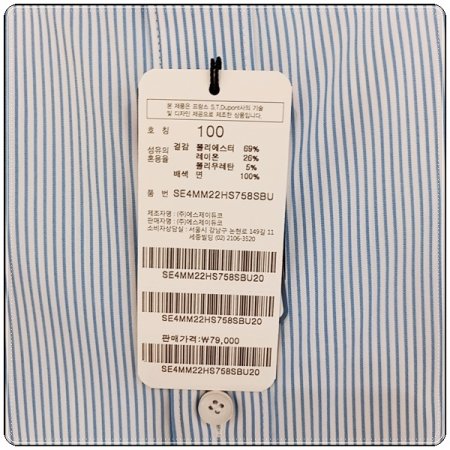 본 제품은 프랑스 S.T.Dupont사의 기술
및 디자인 제공으로 제조한 상품입니다.
호 칭 100
섬유의 혼용율 겉감 폴리에스터 69%
레이온 26%
폴리우레탄 5%
배색 면 100%
품 번 SE4MM22HS758SBU
제조자명 : (주)에스제이듀코
판매자명 : (주)에스제이듀코
소비자상담실 : 서울시 강남구 논현로 149길 11
세종빌딩 (02) 2106-3520
SE4MM22HS758SBU20
SE4MM22HS758SBU20
판매가격:₩79,000
SE4MM22HS758SBU20